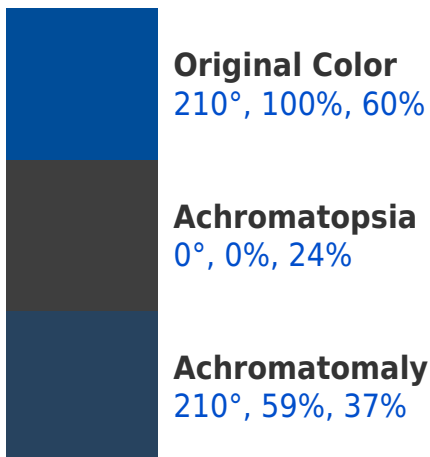 Original Color
210°, 100%, 60%
Achromatopsia
0°, 0%, 24%
Achromatomaly
210°, 59%, 37%